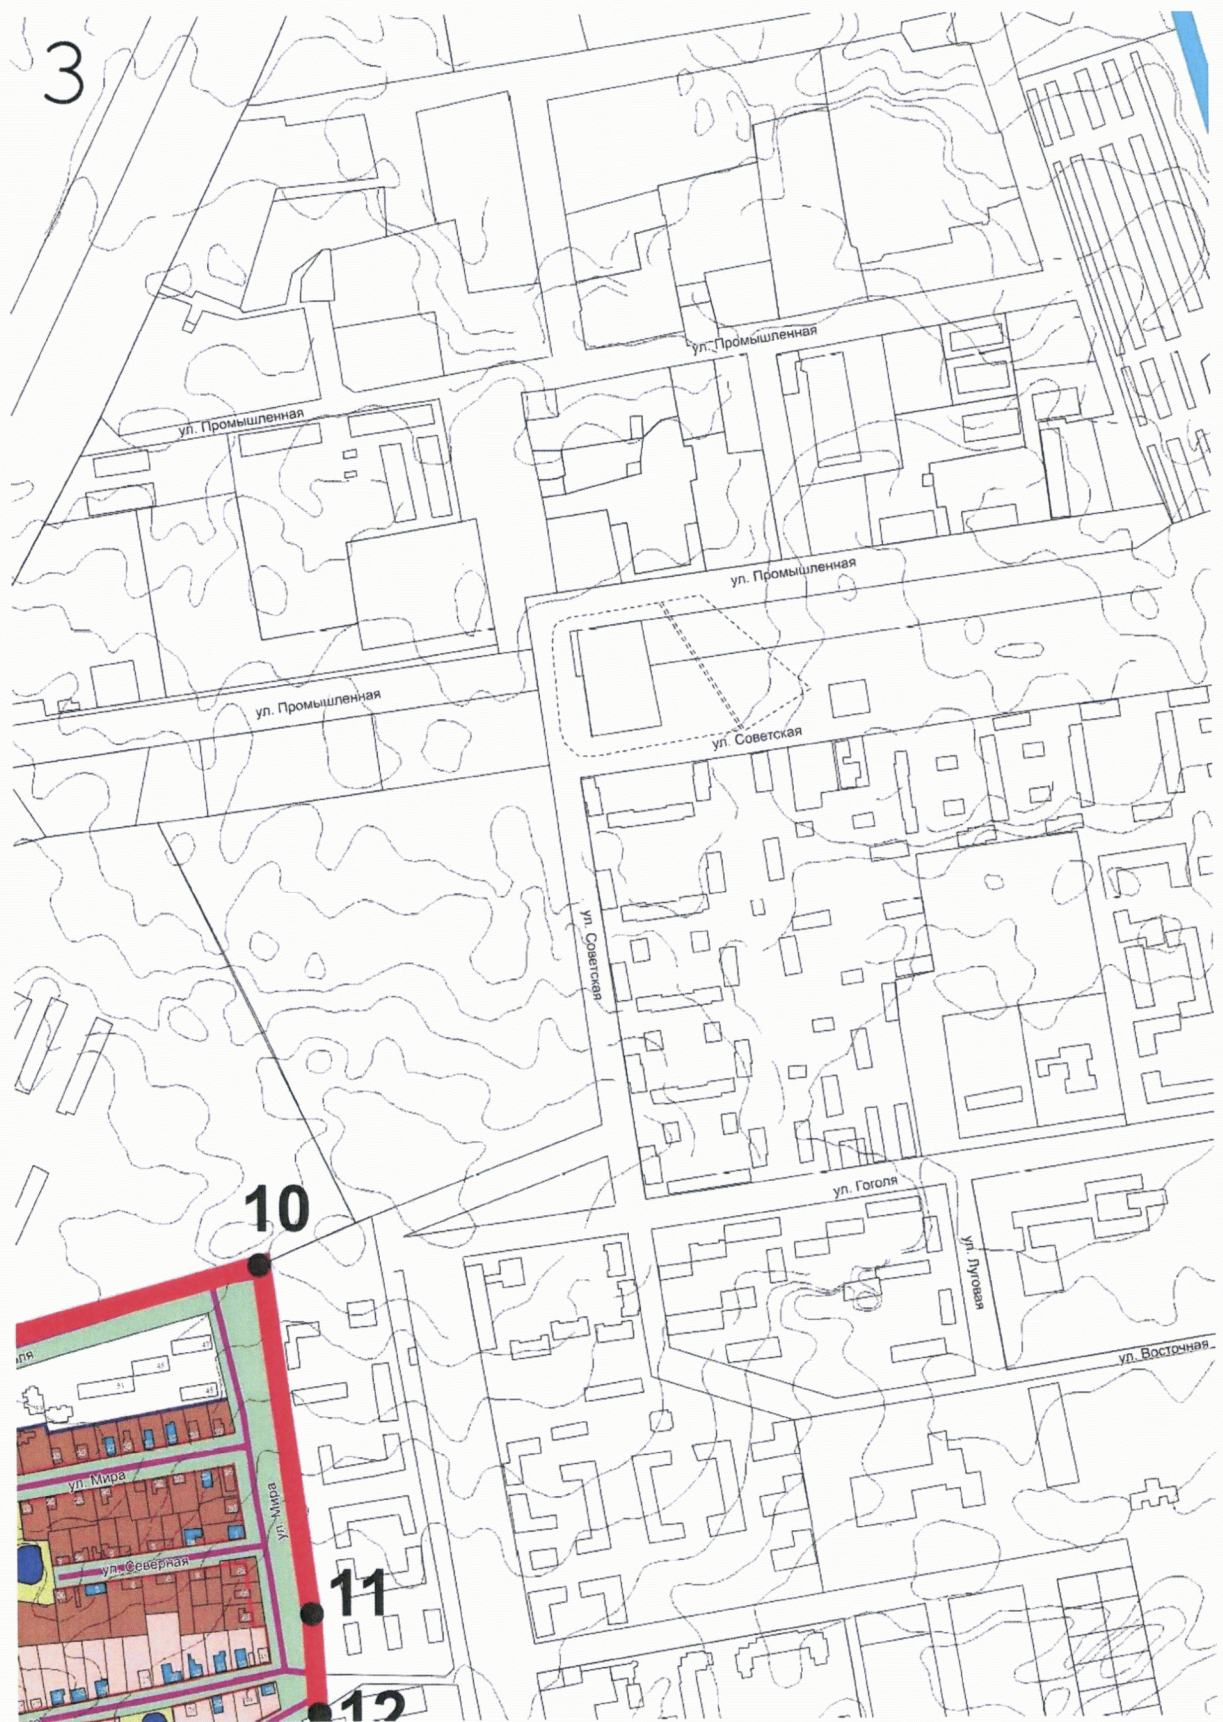 3
ул. Промышленная
ул. Промышленная
ул. Промышленная
ул. Промышленная
ул. Советская
ул. Советская
ул. Гоголя
ул. Луговая
ул. Восточная
10
ул. Мира
ул. Мира
ул. Северная
11
12